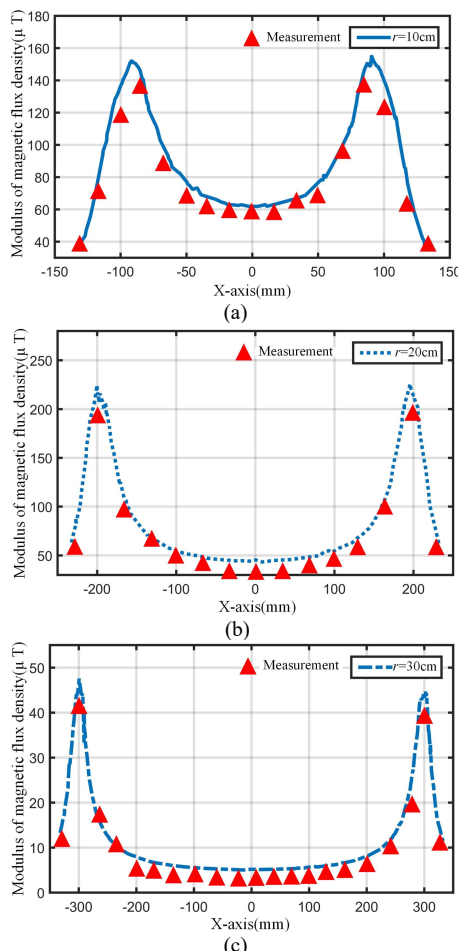 180
160
140
120
100
80
60
40
Modulus of magnetic flux density(μ T)
Measurement
r=10cm
-150 -100 -50 0 50 100 150
X-axis(mm)
(a)
250
200
150
100
50
Modulus of magnetic flux density(μ T)
Measurement
r=20cm
-200 -100 0 100 200
X-axis(mm)
(b)
50
40
30
20
10
0
Modulus of magnetic flux density(μ T)
Measurement
r=30cm
-300 -200 -100 0 100 200 300
X-axis(mm)
(c)